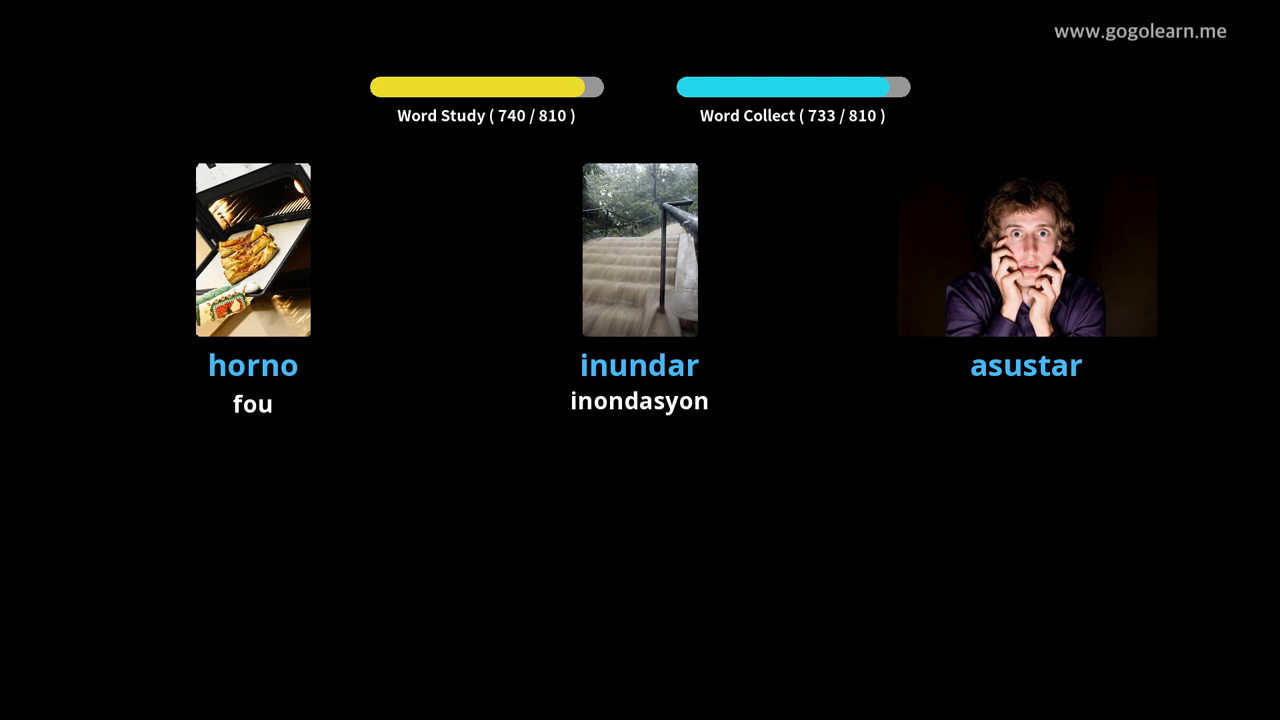 www.gogolearn.me
Word Study ( 740 / 810 )
Word Collect ( 733 / 810 )
horno
inundar
asustar
fou
inondasyon